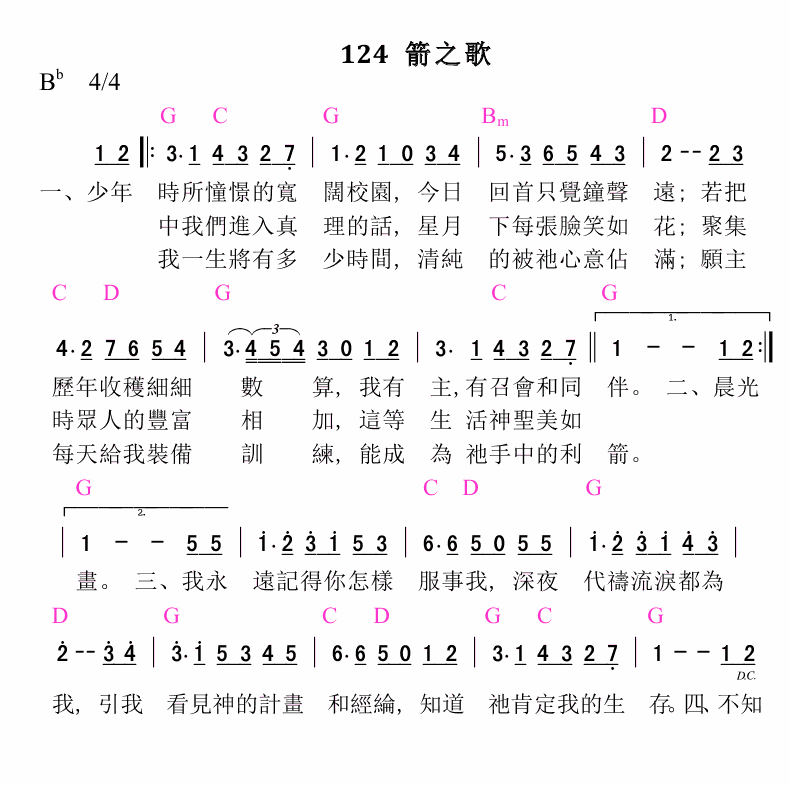 124 箭之歌
B♭ 4/4
G C G Bm D
1 2 ‖: 3· 1 4 3 2 7 | 1· 2 1 0 3 4 | 5· 3 6 5 4 3 | 2 -- 2 3
一、少年 時所憧憬的寬 闊校園, 今日 回首只覺鐘聲 遠; 若把
中我們進入真 理的話, 星月 下每張臉笑如 花; 聚集
我一生將有多 少時間, 清純 的被祂心意佔 滿; 願主
C D G C G
1.
4· 2 7 6 5 4 | 3· 4 5 4 3 0 1 2 | 3· 1 4 3 2 7 ‖ 1 - - 1 2 :‖
3
歷年收穫細細 數 算, 我有 主,有召會和同 伴。 二、晨光
時眾人的豐富 相 加, 這等 生 活神聖美如
每天給我裝備 訓 練, 能成 為 祂手中的利 箭。
G C D G
2.
| 1 - - 5 5 | i· 2 3 i 5 3 | 6· 6 5 0 5 5 | i· 2 3 i 4 3 |
畫。 三、我永 遠記得你怎樣 服事我, 深夜 代禱流淚都為
D G C D G C G
2 -- 3 4 | 3· i 5 3 4 5 | 6· 6 5 0 1 2 | 3· 1 4 3 2 7 | 1 - - 1 2
D.C.
我, 引我 看見神的計畫 和經綸, 知道 祂肯定我的生 存。四、不知